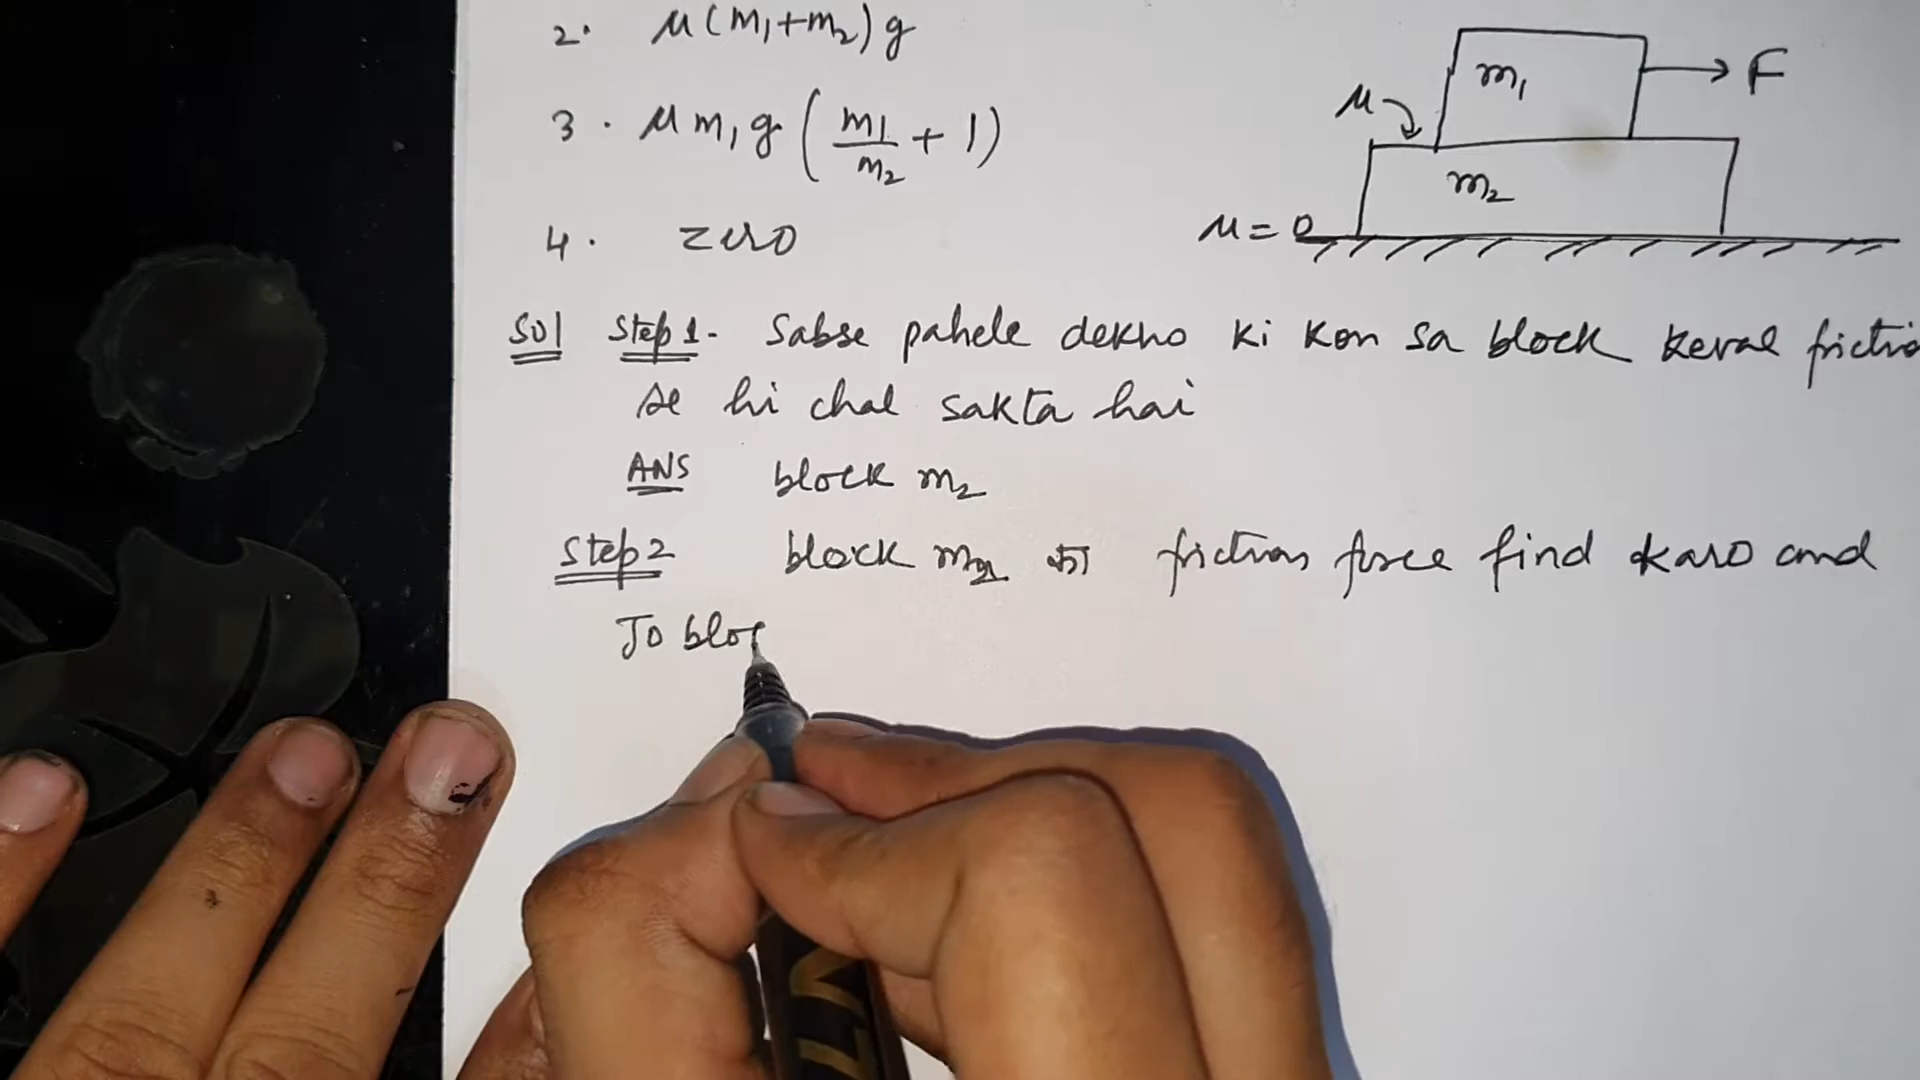 2. μ(m₁+m₂)g
3. μm₁g(m₁/m₂ + 1)
4. zero
m₁
F
μ
m₂
μ = 0
Sol Step 1- Sabse pahele dekho ki kon sa block keval frictio
se hi chal sakta hai
ANS block m₂
Step 2 block m₂ का friction force find karo and
Jo bloc